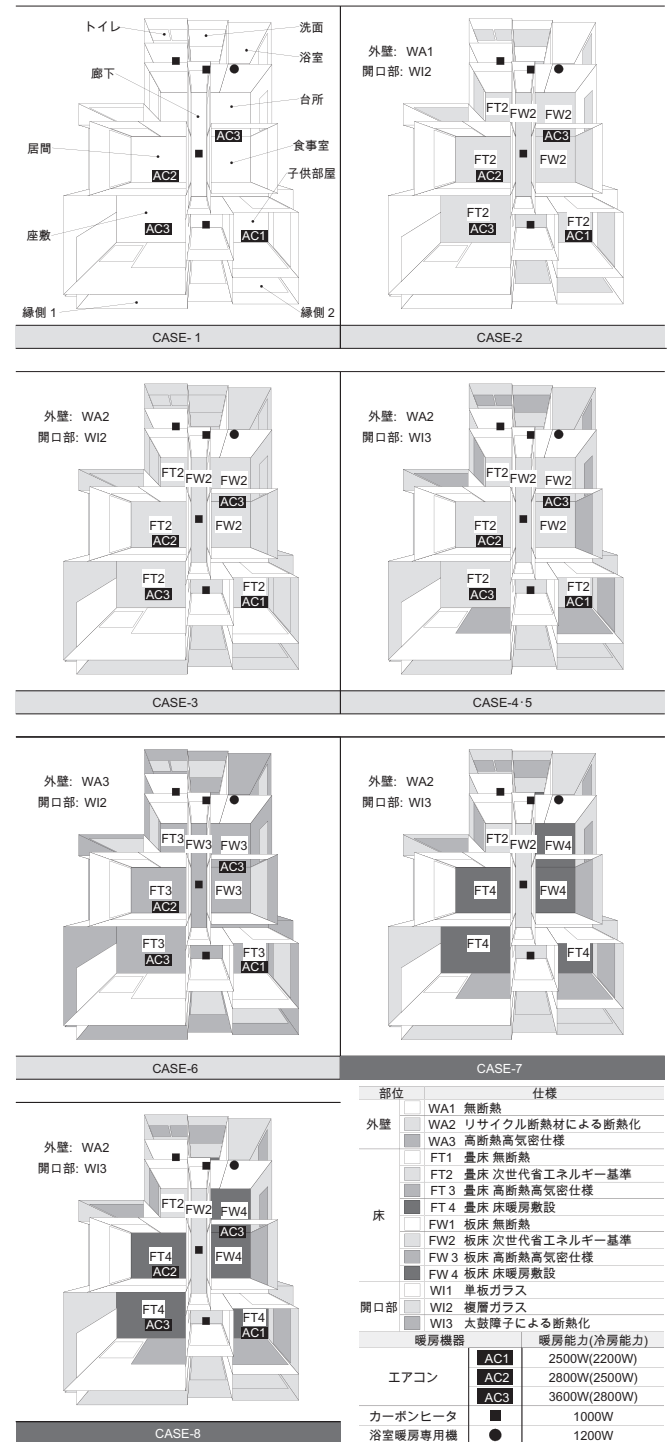 トイレ
洗面
浴室
廊下
台所
AC3
居間
食事室
AC2
子供部屋
座敷
AC3
AC1
縁側 1
縁側 2
CASE- 1
外壁: WA1
開口部: WI2
FT2 FW2 FW2
AC3
FT2 FW2
AC2
FT2 FT2
AC3 AC1
CASE-2
外壁: WA2
開口部: WI2
FT2 FW2 FW2
AC3
FT2 FW2
AC2
FT2 FT2
AC3 AC1
CASE-3
外壁: WA2
開口部: WI3
FT2 FW2 FW2
AC3
FT2 FW2
AC2
FT2 FT2
AC3 AC1
CASE-4·5
外壁: WA3
開口部: WI2
FT3 FW3 FW3
AC3
FT3 FW3
AC2
FT3 FT3
AC3 AC1
CASE-6
外壁: WA2
開口部: WI3
FT2 FW2 FW4
FT4 FW4
FT4 FT4
CASE-7
外壁: WA2
開口部: WI3
FT2 FW2 FW4
AC3
FT4 FW4
AC2
FT4 FT4
AC3 AC1
CASE-8
部位 仕様
外壁 WA1 無断熱
WA2 リサイクル断熱材による断熱化
WA3 高断熱高気密仕様
床 FT1 畳床 無断熱
FT2 畳床 次世代省エネルギー基準
FT 3 畳床 高断熱高気密仕様
FT 4 畳床 床暖房敷設
FW1 板床 無断熱
FW2 板床 次世代省エネルギー基準
FW 3 板床 高断熱高気密仕様
FW 4 板床 床暖房敷設
開口部 WI1 単板ガラス
WI2 複層ガラス
WI3 太鼓障子による断熱化
暖房機器 暖房能力(冷房能力)
エアコン AC1 2500W(2200W)
AC2 2800W(2500W)
AC3 3600W(2800W)
カーボンヒータ ■ 1000W
浴室暖房専用機 ● 1200W